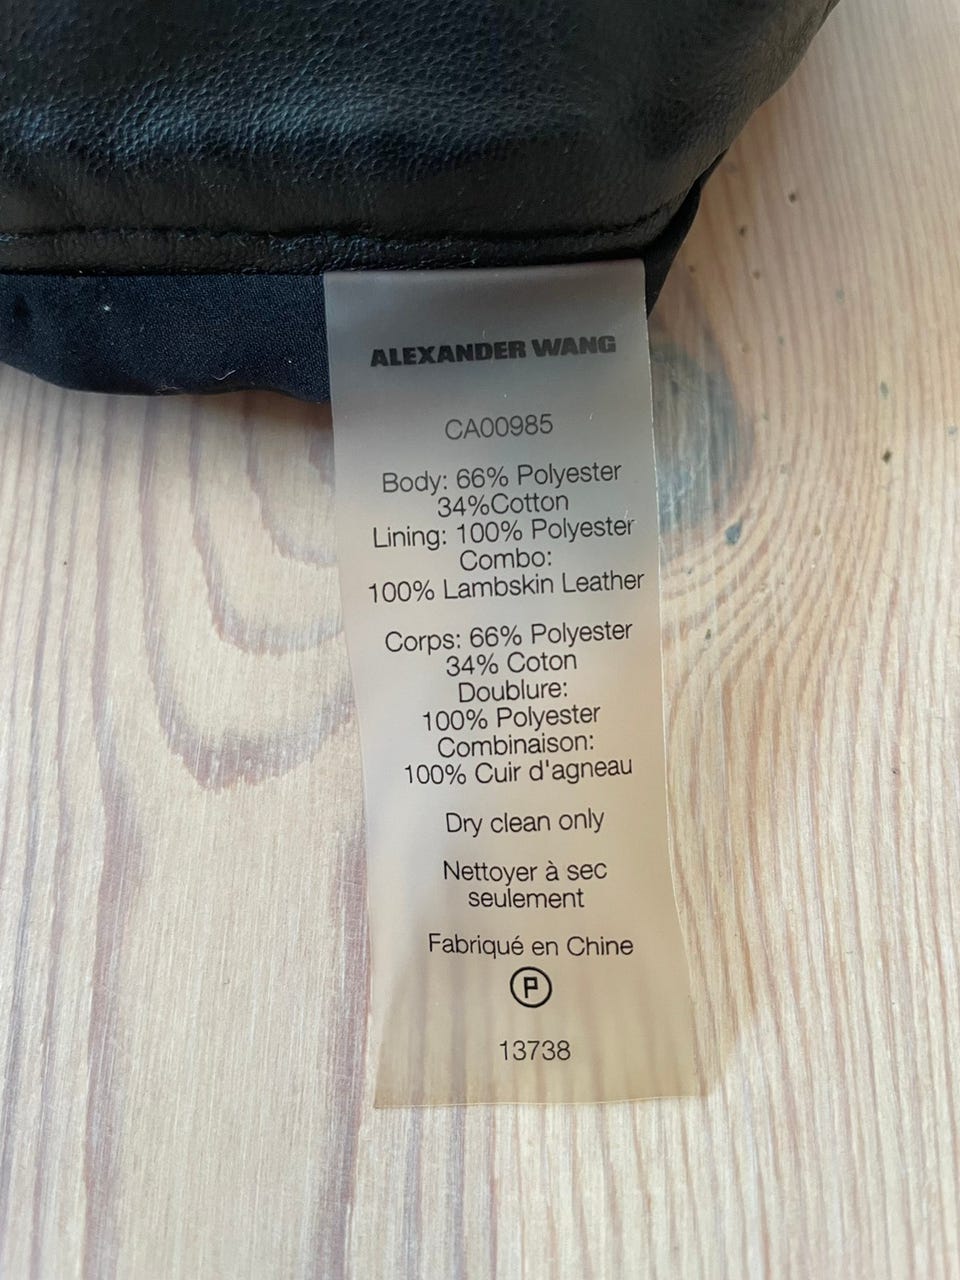 ALEXANDER WANG
CA00985
Body: 66% Polyester
34%Cotton
Lining: 100% Polyester
Combo:
100% Lambskin Leather
Corps: 66% Polyester
34% Coton
Doublure:
100% Polyester
Combinaison:
100% Cuir d'agneau
Dry clean only
Nettoyer à sec
seulement
Fabriqué en Chine
P
13738